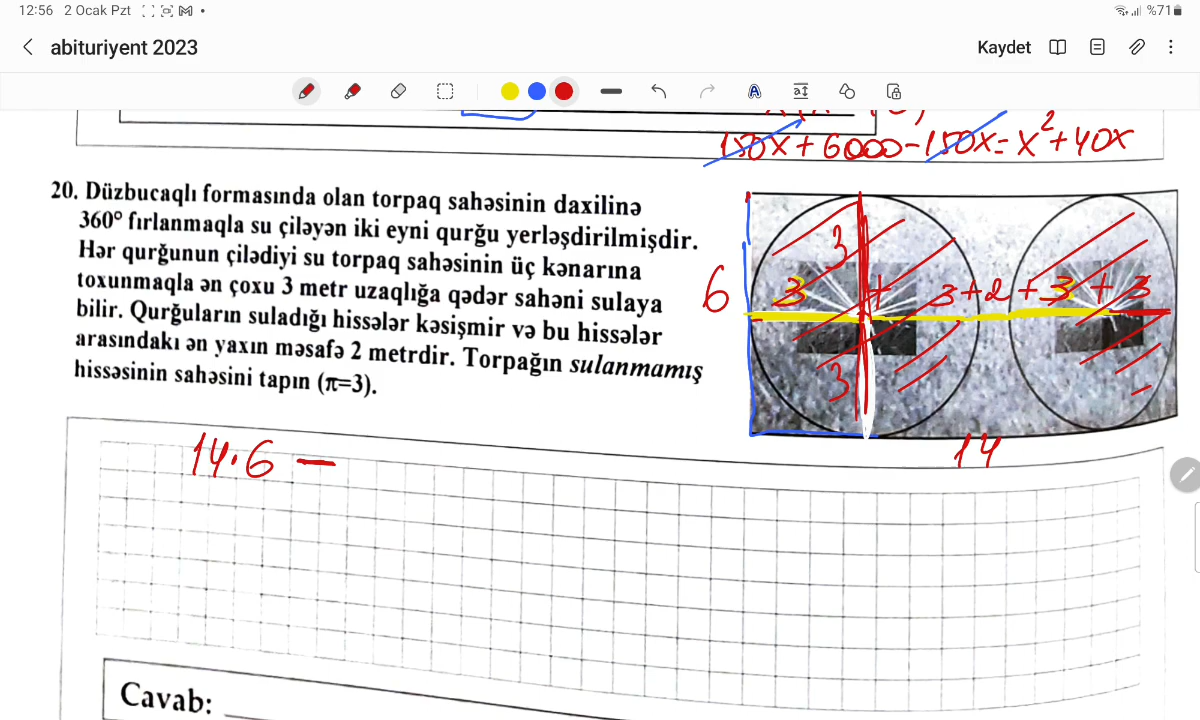 12:56 2 Ocak Pzt
%71
abituriyent 2023
Kaydet
150x+6000-150x=x²+40x
20. Düzbucaqlı formasında olan torpaq sahəsinin daxilinə
360° fırlanmaqla su çiləyən iki eyni qurğu yerləşdirilmişdir.
Hər qurğunun çilədiyi su torpaq sahəsinin üç kənarına
toxunmaqla ən çoxu 3 metr uzaqlığa qədər sahəni sulaya
bilir. Qurğuların suladığı hissələr kəsişmir və bu hissələr
arasındakı ən yaxın məsafə 2 metrdir. Torpağın sulanmamış
hissəsinin sahəsini tapın (π=3).
3
6
3 + 3+2+3+3
3
14
14·6 -
Cavab: